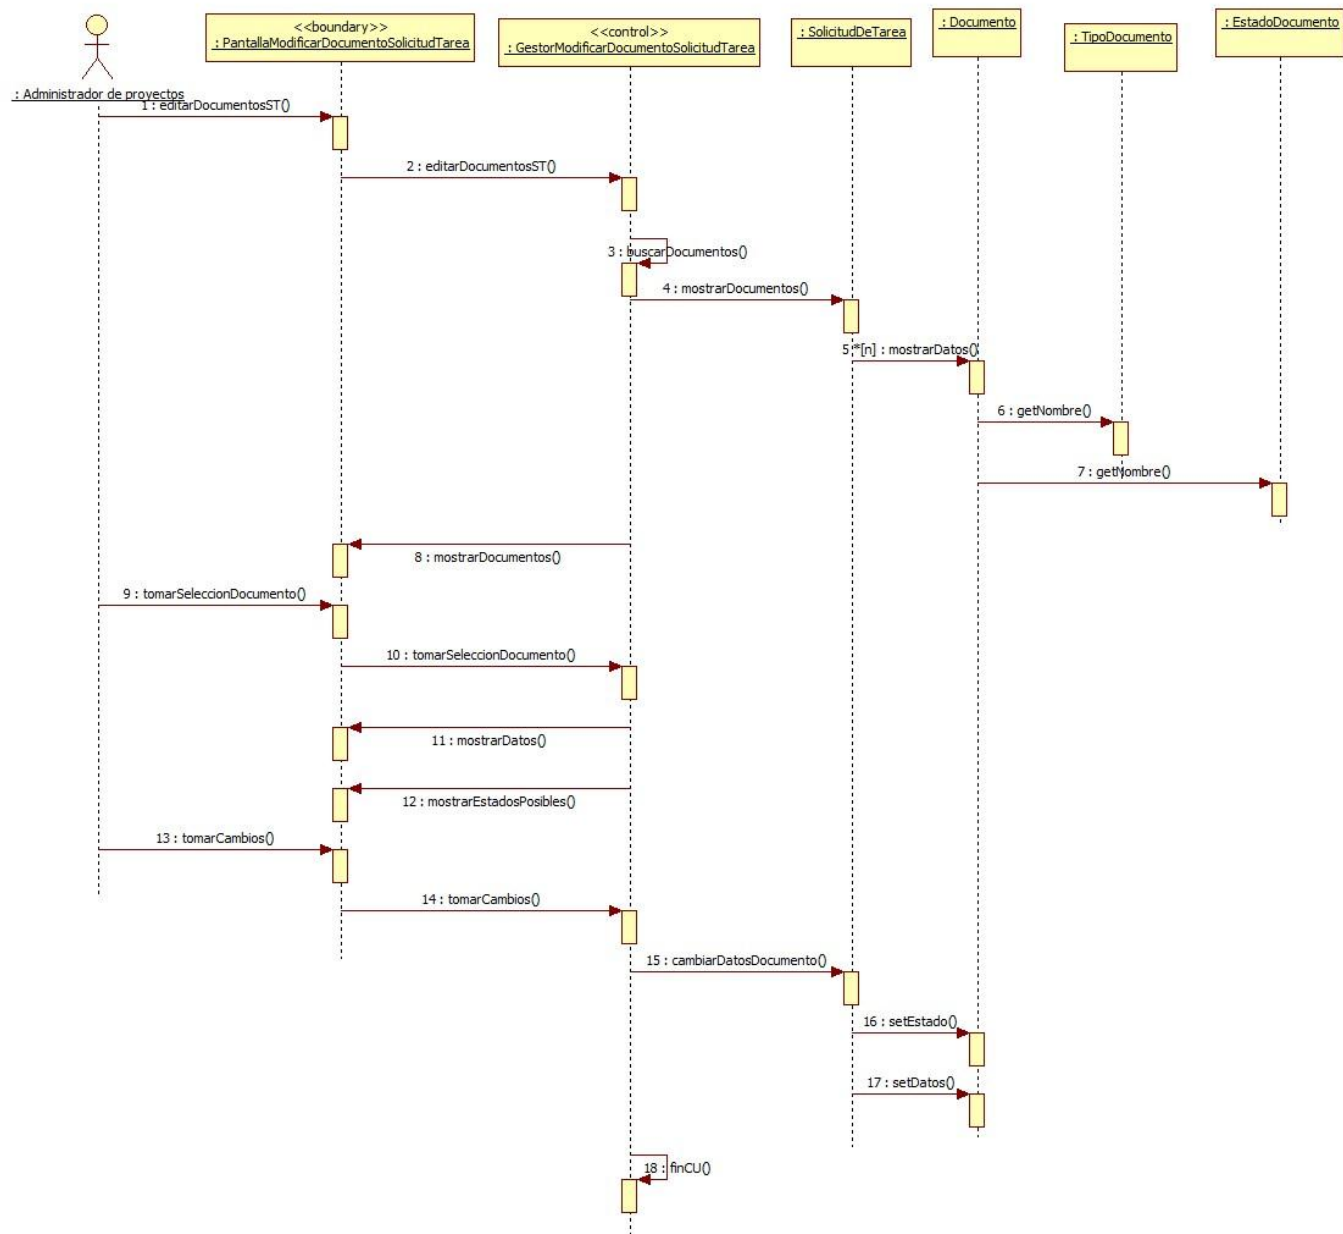 <<boundary>>
: PantallaModificarDocumentoSolicitudTarea
<<control>>
: GestorModificarDocumentoSolicitudTarea
: SolicitudDeTarea
: Documento
: TipoDocumento
: EstadoDocumento
: Administrador de proyectos
1 : editarDocumentosST()
2 : editarDocumentosST()
3 : buscarDocumentos()
4 : mostrarDocumentos()
5 *[n] : mostrarDatos()
6 : getNombre()
7 : getNombre()
8 : mostrarDocumentos()
9 : tomarSeleccionDocumento()
10 : tomarSeleccionDocumento()
11 : mostrarDatos()
12 : mostrarEstadosPosibles()
13 : tomarCambios()
14 : tomarCambios()
15 : cambiarDatosDocumento()
16 : setEstado()
17 : setDatos()
18 : finCU()